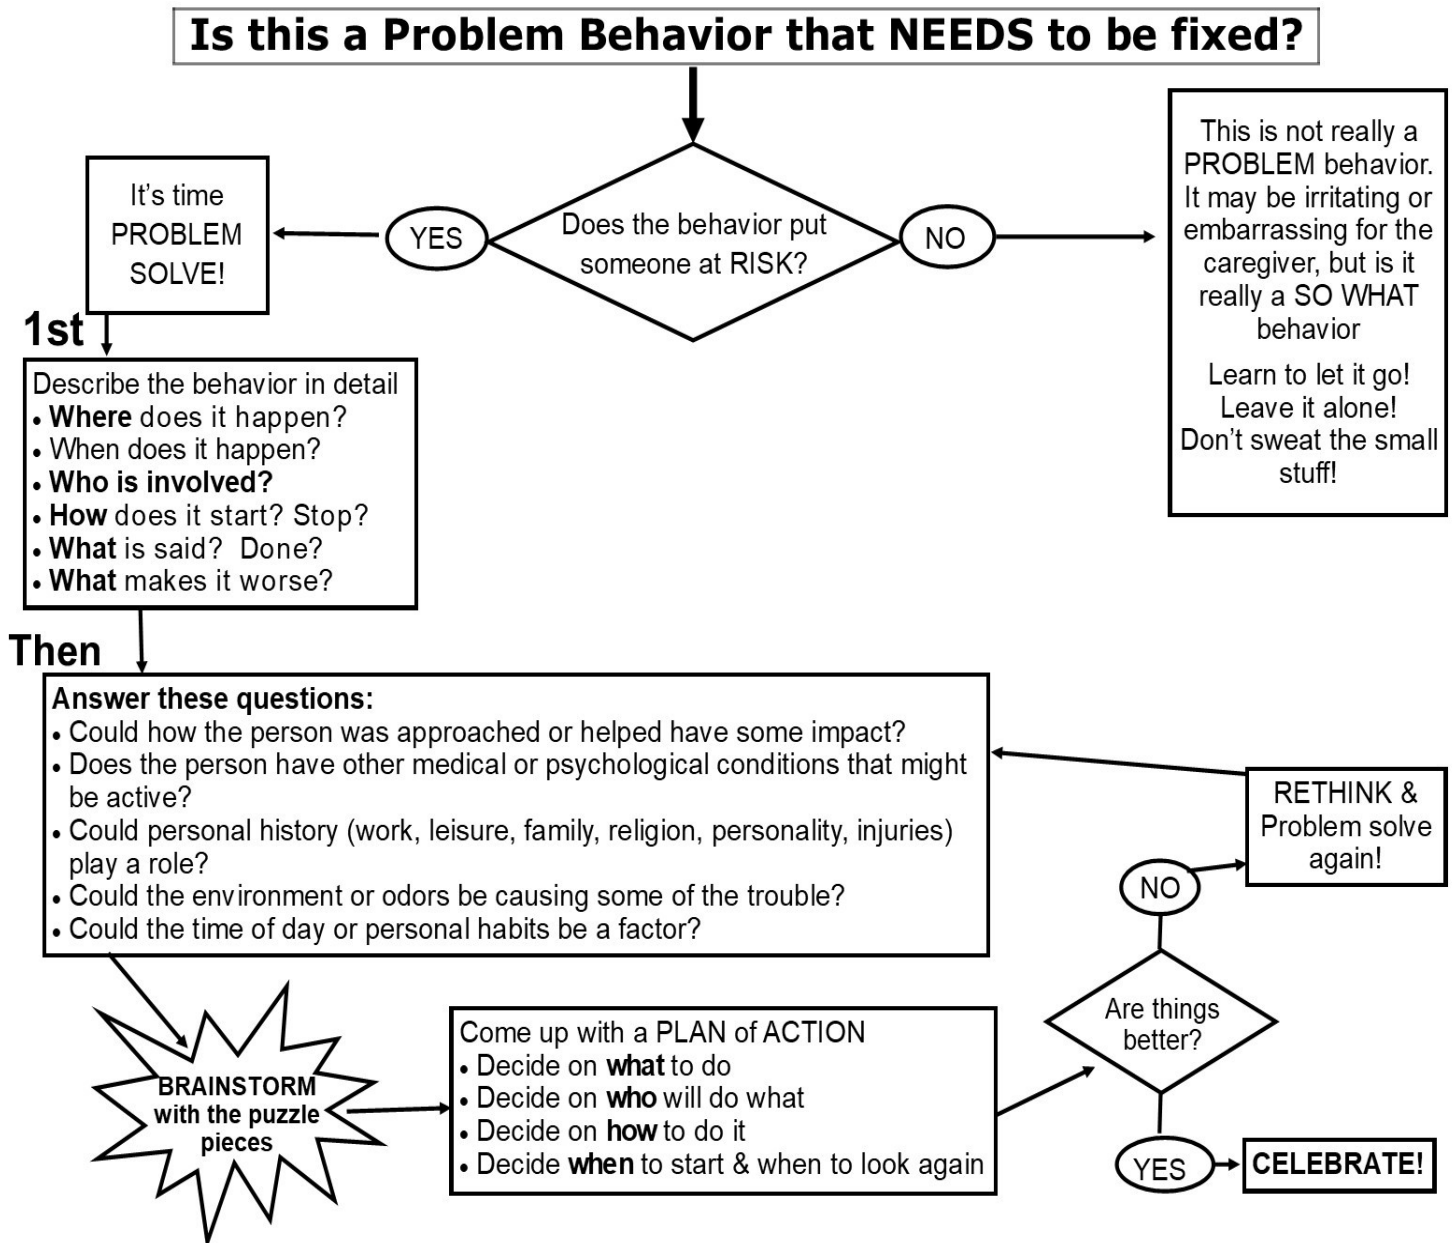 Is this a Problem Behavior that NEEDS to be fixed?
Does the behavior put
someone at RISK?
YES
NO
It's time
PROBLEM
SOLVE!
This is not really a
PROBLEM behavior.
It may be irritating or
embarrassing for the
caregiver, but is it
really a SO WHAT
behavior
Learn to let it go!
Leave it alone!
Don't sweat the small
stuff!
1st
Describe the behavior in detail
• Where does it happen?
• When does it happen?
• Who is involved?
• How does it start? Stop?
• What is said? Done?
• What makes it worse?
Then
Answer these questions:
• Could how the person was approached or helped have some impact?
• Does the person have other medical or psychological conditions that might
be active?
• Could personal history (work, leisure, family, religion, personality, injuries)
play a role?
• Could the environment or odors be causing some of the trouble?
• Could the time of day or personal habits be a factor?
BRAINSTORM
with the puzzle
pieces
Come up with a PLAN of ACTION
• Decide on what to do
• Decide on who will do what
• Decide on how to do it
• Decide when to start & when to look again
Are things
better?
NO
RETHINK &
Problem solve
again!
YES
CELEBRATE!